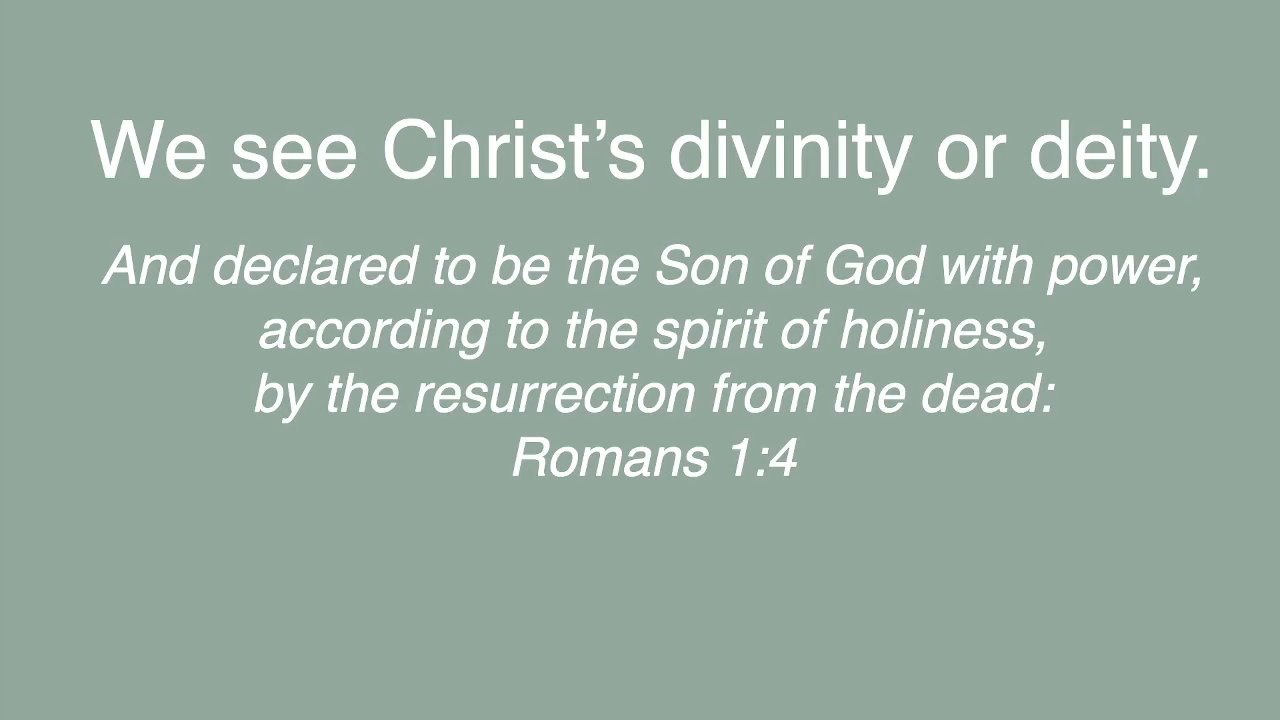 We see Christ’s divinity or deity.
And declared to be the Son of God with power,
according to the spirit of holiness,
by the resurrection from the dead:
Romans 1:4